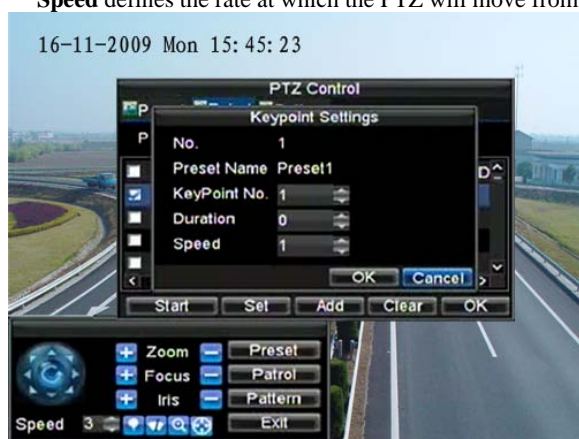 Speed defines the rate at which the PTZ will move from
16-11-2009 Mon 15:45:23
PTZ Control
P
Keypoint Settings
P
No. 1
Preset Name Preset1
D
KeyPoint No. 1
Duration 0
Speed 1
OK Cancel
Start Set Add Clear OK
Zoom Preset
Focus Patrol
Iris Pattern
Speed 3 Exit